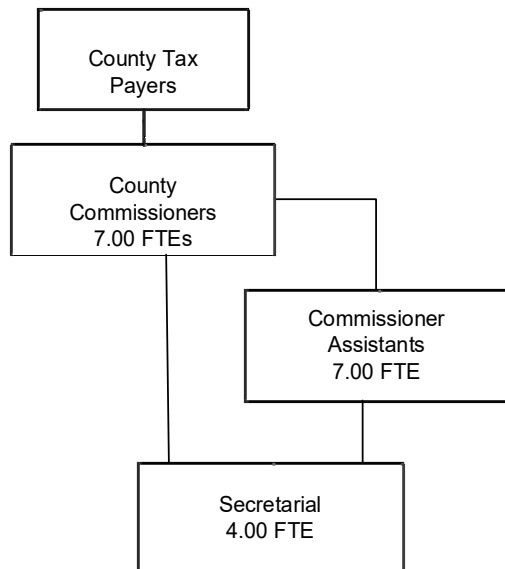 County Tax
Payers
County
Commissioners
7.00 FTEs
Commissioner
Assistants
7.00 FTE
Secretarial
4.00 FTE